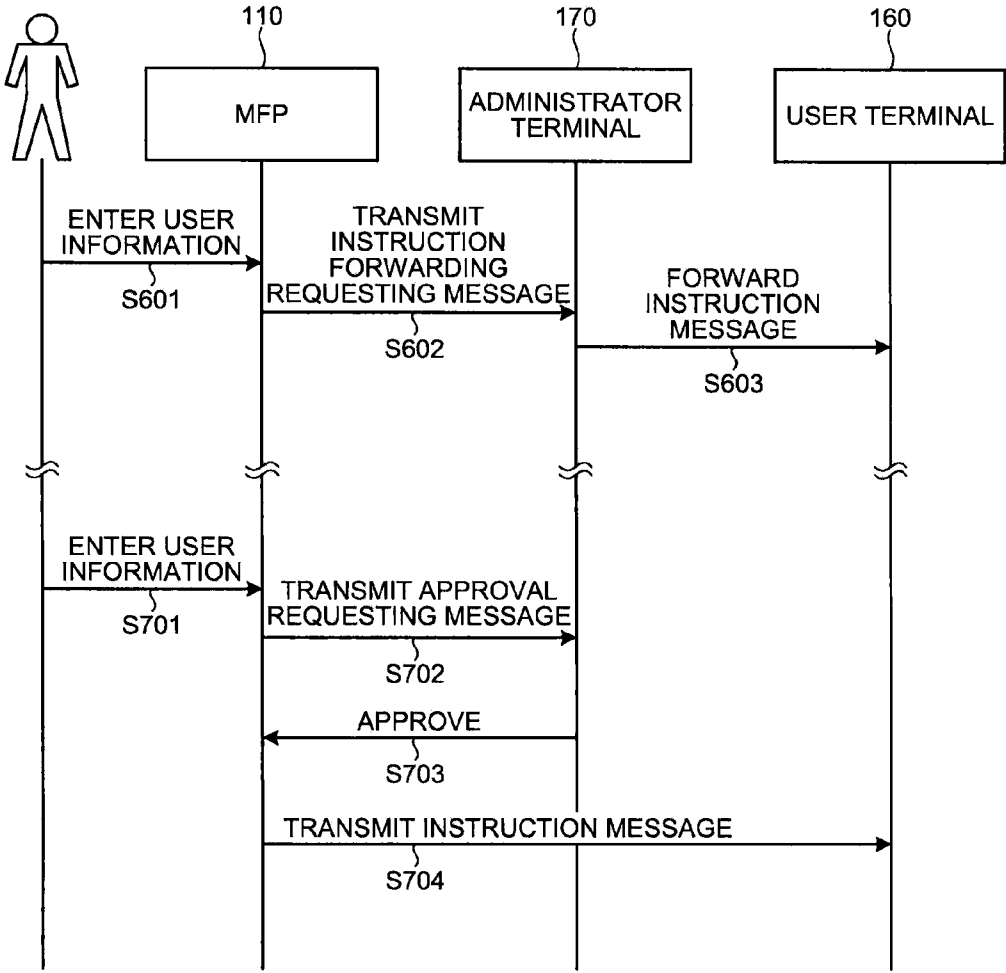 110
170
160
MFP
ADMINISTRATOR
TERMINAL
USER TERMINAL
ENTER USER
INFORMATION
S601
TRANSMIT
INSTRUCTION
FORWARDING
REQUESTING MESSAGE
S602
FORWARD
INSTRUCTION
MESSAGE
S603
ENTER USER
INFORMATION
S701
TRANSMIT APPROVAL
REQUESTING MESSAGE
S702
APPROVE
S703
TRANSMIT INSTRUCTION MESSAGE
S704